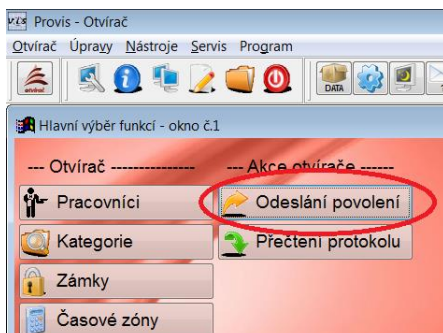 VIS Provis - Otvírač
Otvírač Úpravy Nástroje Servis Program
otvírač
DATA
Hlavní výběr funkcí - okno č.1
--- Otvírač --------------- --- Akce otvírače ------
Pracovníci Odeslání povolení
Kategorie Přečtení protokolu
Zámky
Časové zóny